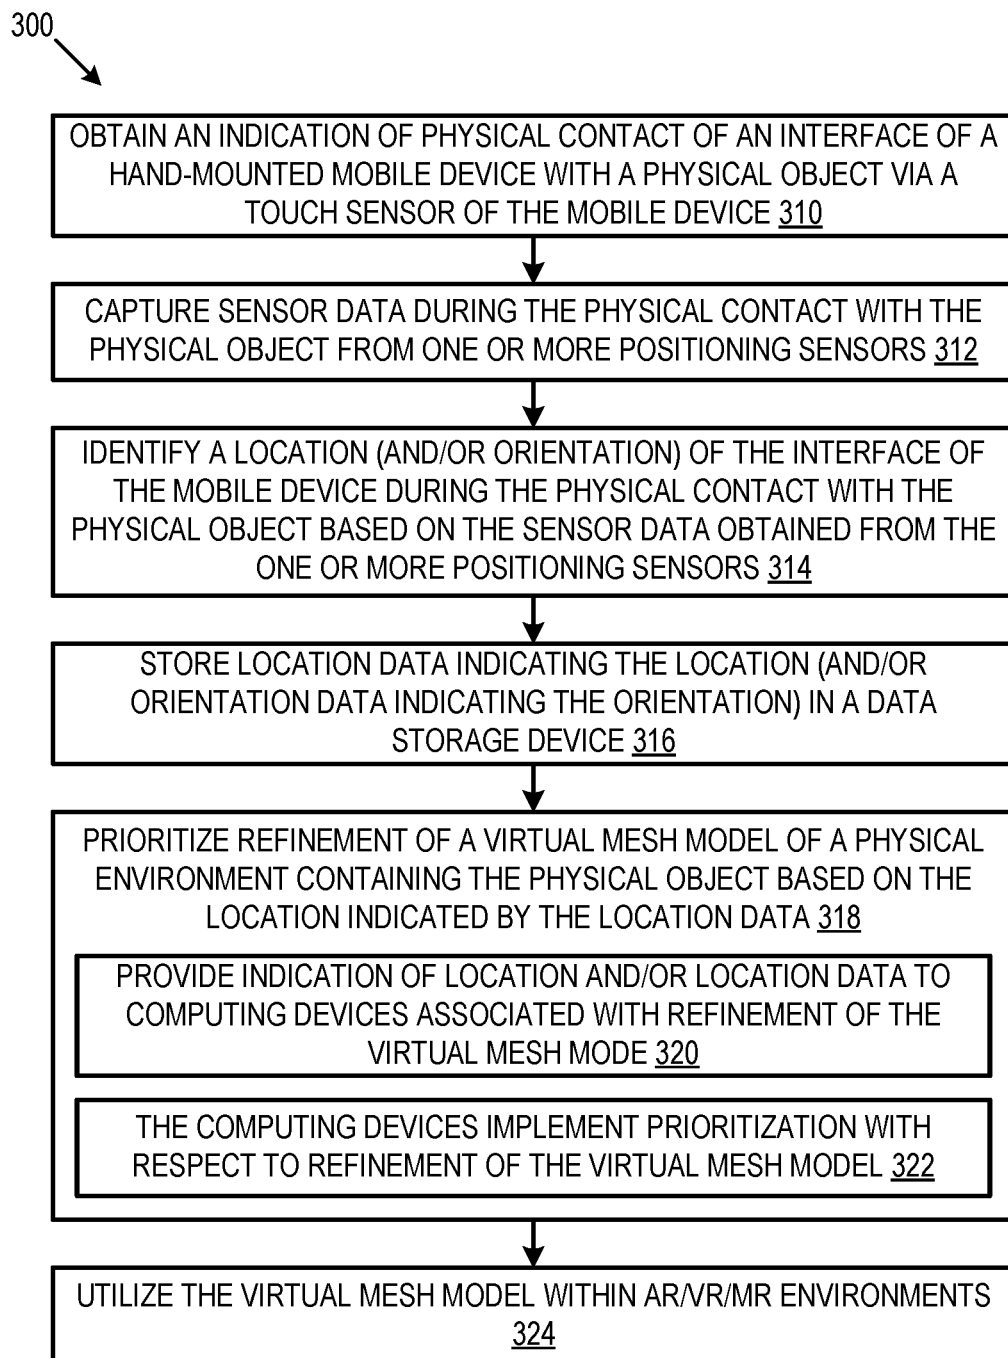 300
OBTAIN AN INDICATION OF PHYSICAL CONTACT OF AN INTERFACE OF A
HAND-MOUNTED MOBILE DEVICE WITH A PHYSICAL OBJECT VIA A
TOUCH SENSOR OF THE MOBILE DEVICE 310
CAPTURE SENSOR DATA DURING THE PHYSICAL CONTACT WITH THE
PHYSICAL OBJECT FROM ONE OR MORE POSITIONING SENSORS 312
IDENTIFY A LOCATION (AND/OR ORIENTATION) OF THE INTERFACE OF
THE MOBILE DEVICE DURING THE PHYSICAL CONTACT WITH THE
PHYSICAL OBJECT BASED ON THE SENSOR DATA OBTAINED FROM THE
ONE OR MORE POSITIONING SENSORS 314
STORE LOCATION DATA INDICATING THE LOCATION (AND/OR
ORIENTATION DATA INDICATING THE ORIENTATION) IN A DATA
STORAGE DEVICE 316
PRIORITIZE REFINEMENT OF A VIRTUAL MESH MODEL OF A PHYSICAL
ENVIRONMENT CONTAINING THE PHYSICAL OBJECT BASED ON THE
LOCATION INDICATED BY THE LOCATION DATA 318
PROVIDE INDICATION OF LOCATION AND/OR LOCATION DATA TO
COMPUTING DEVICES ASSOCIATED WITH REFINEMENT OF THE
VIRTUAL MESH MODE 320
THE COMPUTING DEVICES IMPLEMENT PRIORITIZATION WITH
RESPECT TO REFINEMENT OF THE VIRTUAL MESH MODEL 322
UTILIZE THE VIRTUAL MESH MODEL WITHIN AR/VR/MR ENVIRONMENTS
324